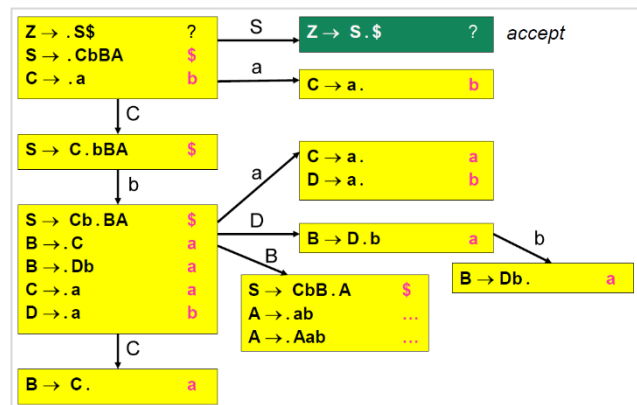 Z → .S$ ?
S → .CbBA $
C → .a b
S
Z → S.$ ?
accept
a
C → a. b
C
S → C.bBA $
b
C → a. a
D → a. b
a
S → Cb.BA $
B → .C a
B → .Db a
C → .a a
D → .a b
D
B → D.b a
b
B → Db. a
B
S → CbB.A $
A → .ab ...
A → .Aab ...
C
B → C. a